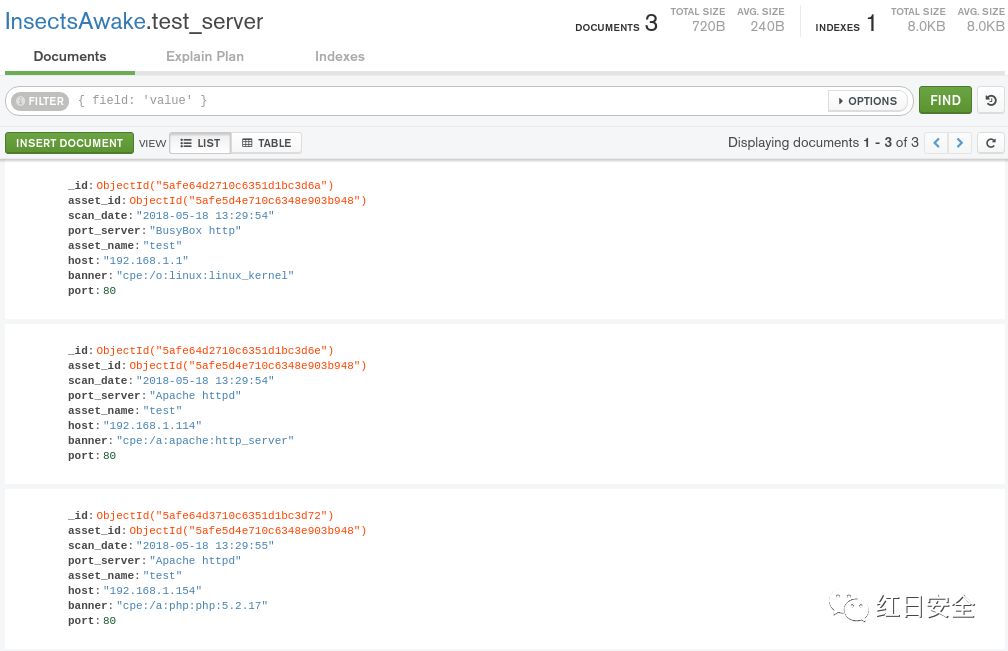 InsectsAwake.test_server
DOCUMENTS 3 TOTAL SIZE 720B AVG. SIZE 240B INDEXES 1 TOTAL SIZE 8.0KB AVG. SIZE 8.0KB
Documents Explain Plan Indexes
FILTER { field: 'value' } OPTIONS FIND
INSERT DOCUMENT VIEW LIST TABLE Displaying documents 1 - 3 of 3
_id: ObjectId("5afe64d2710c6351d1bc3d6a")
asset_id: ObjectId("5afe5d4e710c6348e903b948")
scan_date: "2018-05-18 13:29:54"
port_server: "BusyBox http"
asset_name: "test"
host: "192.168.1.1"
banner: "cpe:/o:linux:linux_kernel"
port: 80
_id: ObjectId("5afe64d2710c6351d1bc3d6e")
asset_id: ObjectId("5afe5d4e710c6348e903b948")
scan_date: "2018-05-18 13:29:54"
port_server: "Apache httpd"
asset_name: "test"
host: "192.168.1.114"
banner: "cpe:/a:apache:http_server"
port: 80
_id: ObjectId("5afe64d3710c6351d1bc3d72")
asset_id: ObjectId("5afe5d4e710c6348e903b948")
scan_date: "2018-05-18 13:29:55"
port_server: "Apache httpd"
asset_name: "test"
host: "192.168.1.154"
banner: "cpe:/a:php:php:5.2.17"
port: 80
红日安全